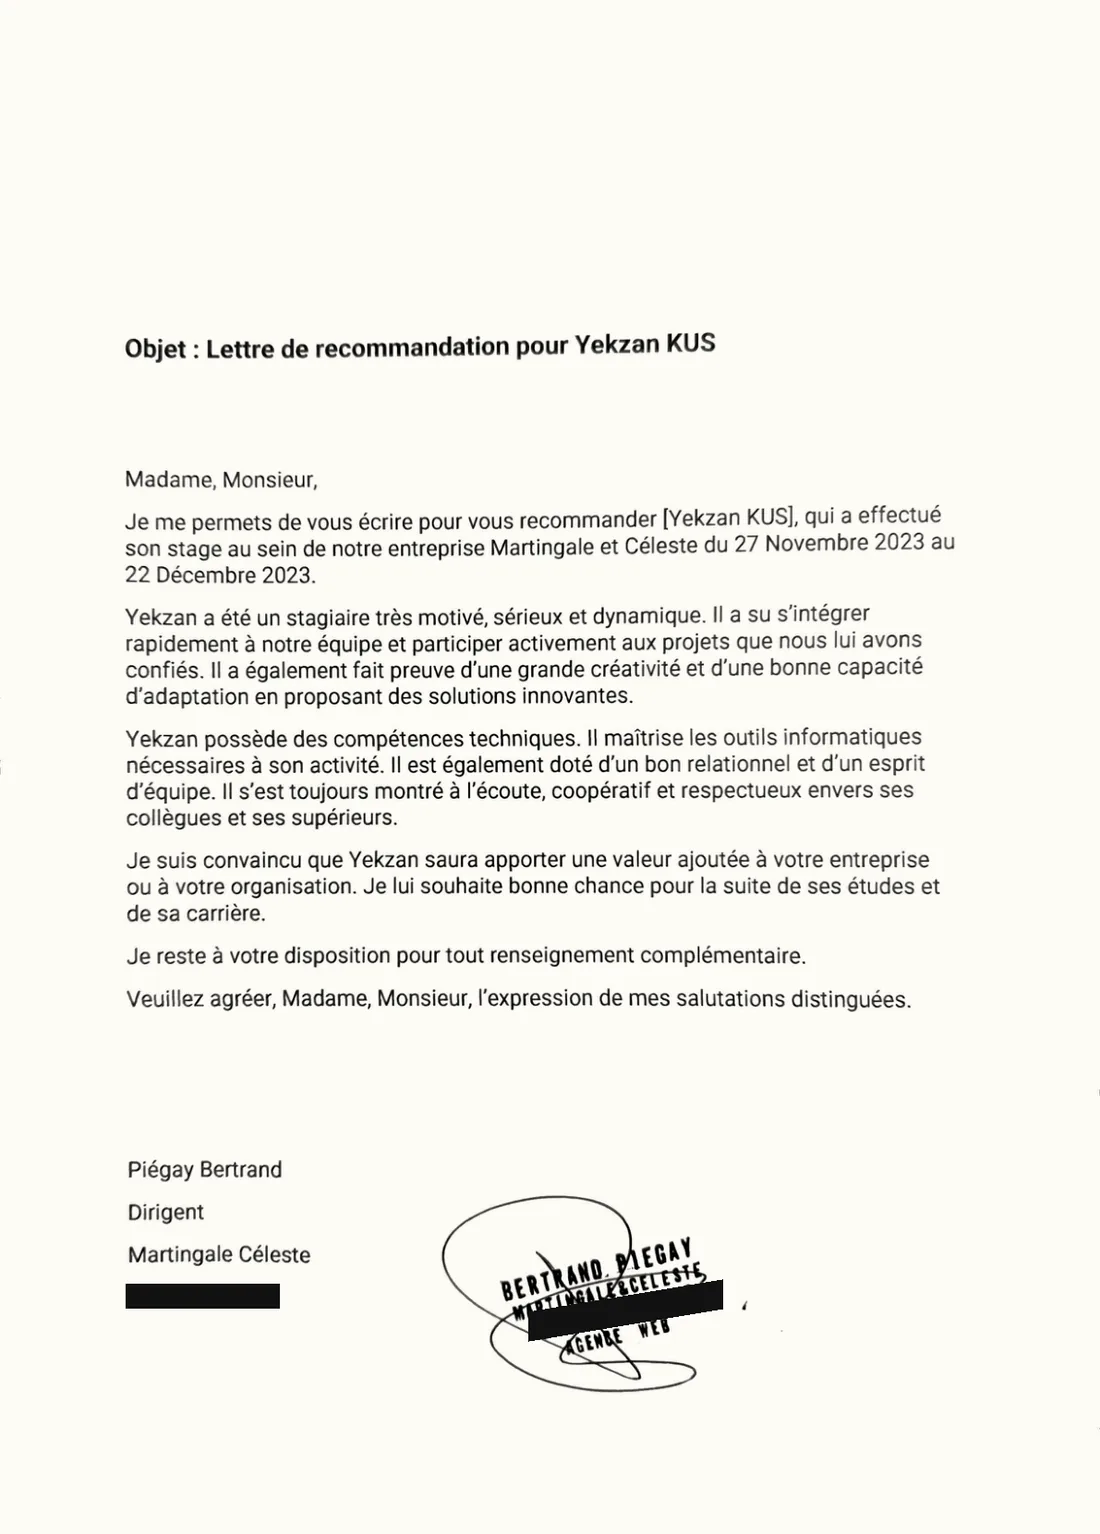 Objet : Lettre de recommandation pour Yekzan KUS
Madame, Monsieur,
Je me permets de vous écrire pour vous recommander [Yekzan KUS], qui a effectué
son stage au sein de notre entreprise Martingale et Céleste du 27 Novembre 2023 au
22 Décembre 2023.
Yekzan a été un stagiaire très motivé, sérieux et dynamique. Il a su s'intégrer
rapidement à notre équipe et participer activement aux projets que nous lui avons
confiés. Il a également fait preuve d'une grande créativité et d'une bonne capacité
d'adaptation en proposant des solutions innovantes.
Yekzan possède des compétences techniques. Il maîtrise les outils informatiques
nécessaires à son activité. Il est également doté d'un bon relationnel et d'un esprit
d'équipe. Il s'est toujours montré à l'écoute, coopératif et respectueux envers ses
collègues et ses supérieurs.
Je suis convaincu que Yekzan saura apporter une valeur ajoutée à votre entreprise
ou à votre organisation. Je lui souhaite bonne chance pour la suite de ses études et
de sa carrière.
Je reste à votre disposition pour tout renseignement complémentaire.
Veuillez agréer, Madame, Monsieur, l'expression de mes salutations distinguées.
Piégay Bertrand
Dirigent
Martingale Céleste
BERTRAND PIEGAY
MARTINGALE&CELESTE
AGENCE WEB